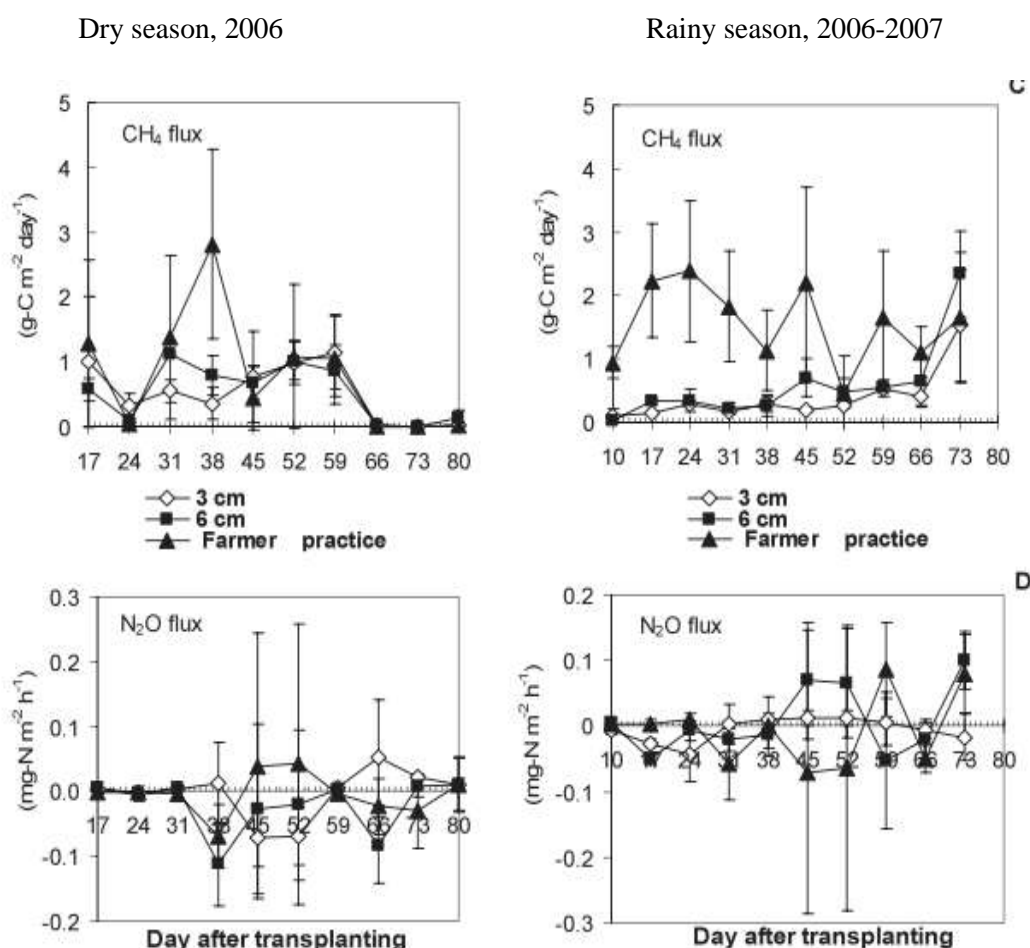 Dry season, 2006
Rainy season, 2006-2007
C
CH₄ flux
(g-C m⁻² day⁻¹)
5
4
3
2
1
0
17 24 31 38 45 52 59 66 73 80
3 cm
6 cm
Farmer practice
CH₄ flux
(g-C m⁻² day⁻¹)
5
4
3
2
1
0
10 17 24 31 38 45 52 59 66 73 80
3 cm
6 cm
Farmer practice
D
N₂O flux
(mg-N m⁻² h⁻¹)
0.3
0.2
0.1
0.0
-0.1
-0.2
17 24 31 38 45 52 59 66 73 80
Day after transplanting
N₂O flux
(mg-N m⁻² h⁻¹)
0.2
0.1
0
-0.1
-0.2
-0.3
10 17 24 31 38 45 52 59 66 73 80
Day after transplanting